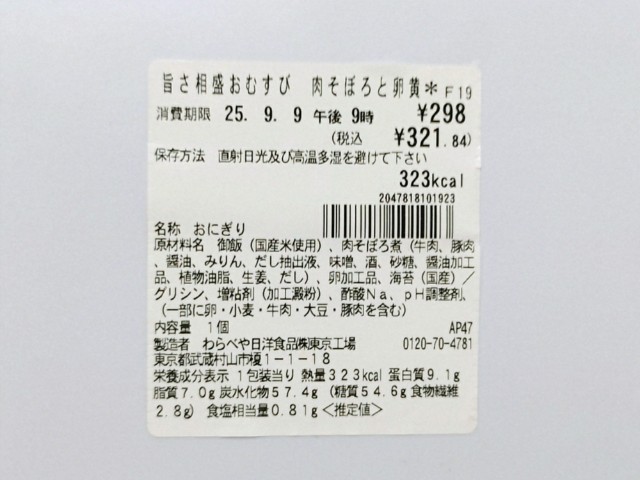 旨さ相盛おむすび 肉そぼろと卵黄＊ F19
消費期限 25. 9. 9 午後 9時 ¥298
(税込 ¥321.84)
保存方法 直射日光及び高温多湿を避けて下さい
323kcal
2047818101923
名称 おにぎり
原材料名 御飯（国産米使用）、肉そぼろ煮（牛肉、豚肉
、醤油、みりん、だし抽出液、味噌、酒、砂糖、醤油加工
品、植物油脂、生姜、だし）、卵加工品、海苔（国産）／
グリシン、増粘剤（加工澱粉）、酢酸Ｎａ、ｐＨ調整剤、
（一部に卵・小麦・牛肉・大豆・豚肉を含む）
内容量 １個 AP47
製造者 わらべや日洋食品㈱東京工場 0120-70-4781
東京都武蔵村山市榎１－１－１８
栄養成分表示 １包装当り 熱量３２３kcal 蛋白質９.１g
脂質７.０g 炭水化物５７.４g（糖質５４.６g 食物繊維
２.８g） 食塩相当量０.８１g＜推定値＞